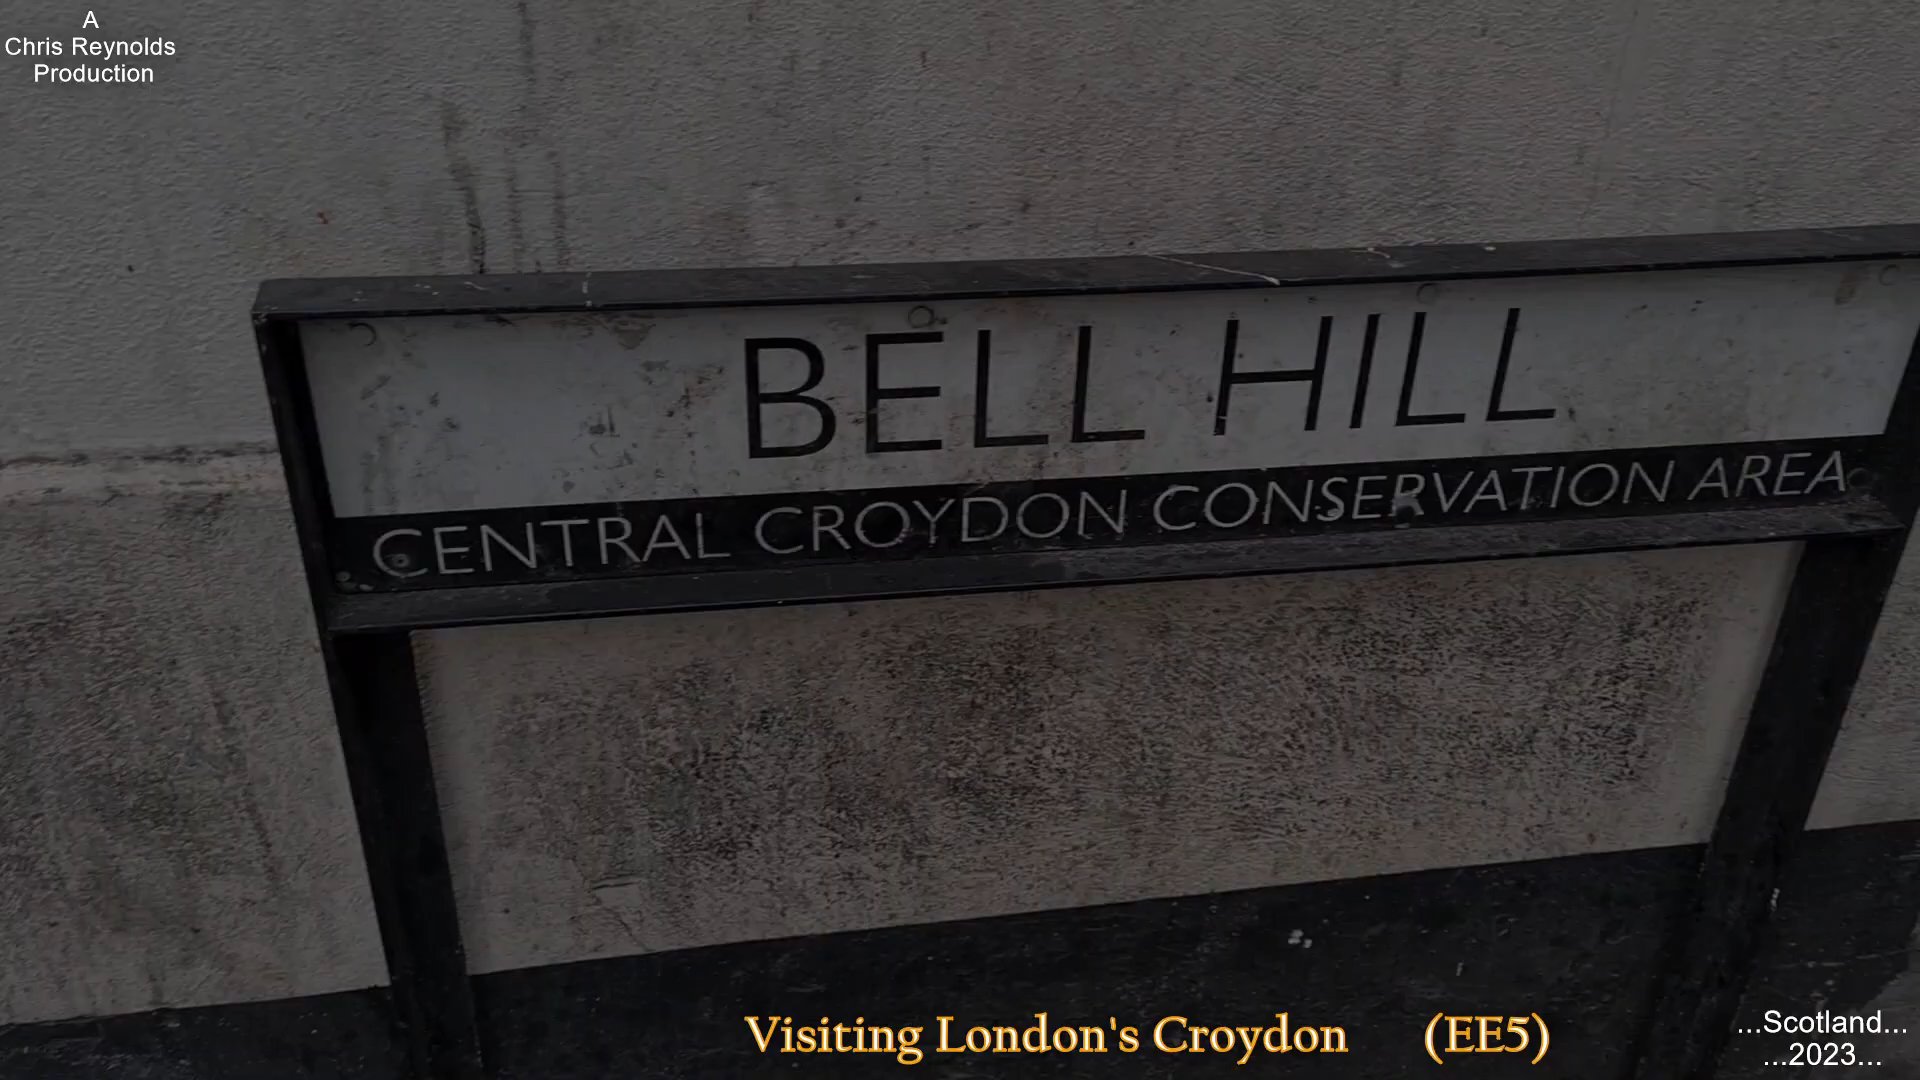 A
Chris Reynolds
Production
BELL HILL
CENTRAL CROYDON CONSERVATION AREA
Visiting London's Croydon (EE5)
...Scotland...
...2023...